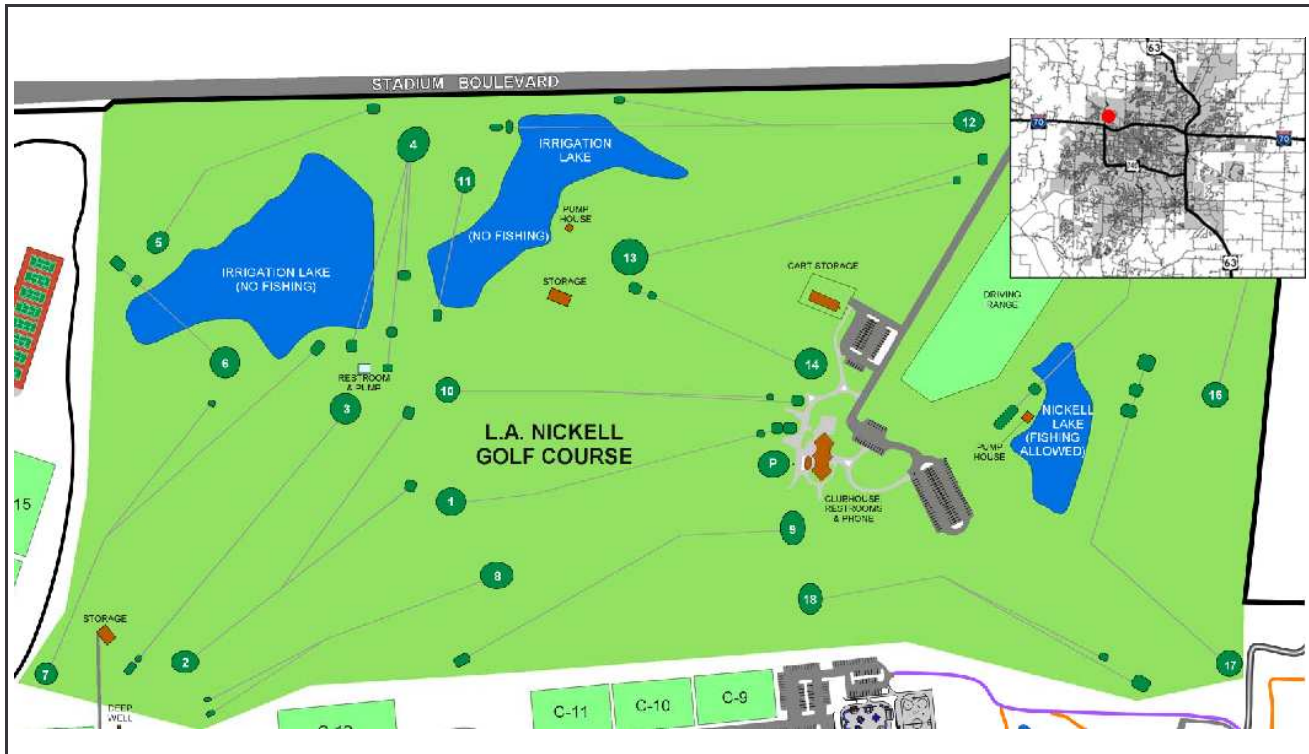 STADIUM BOULEVARD
63
70
70
63
12
4
IRRIGATION
LAKE
11
PUMP
HOUSE
5
(NO FISHING)
13
IRRIGATION LAKE
(NO FISHING)
CART STORAGE
STORAGE
DRIVING
RANGE
6
14
RESTROOM
& PUMP
10
16
3
NICKELL
LAKE
(FISHING
ALLOWED)
L.A. NICKELL
GOLF COURSE
PUMP
HOUSE
P
15
1
CLUBHOUSE
RESTROOMS
& PHONE
9
8
18
STORAGE
2
7
17
DEEP
WELL
C-11
C-10
C-9